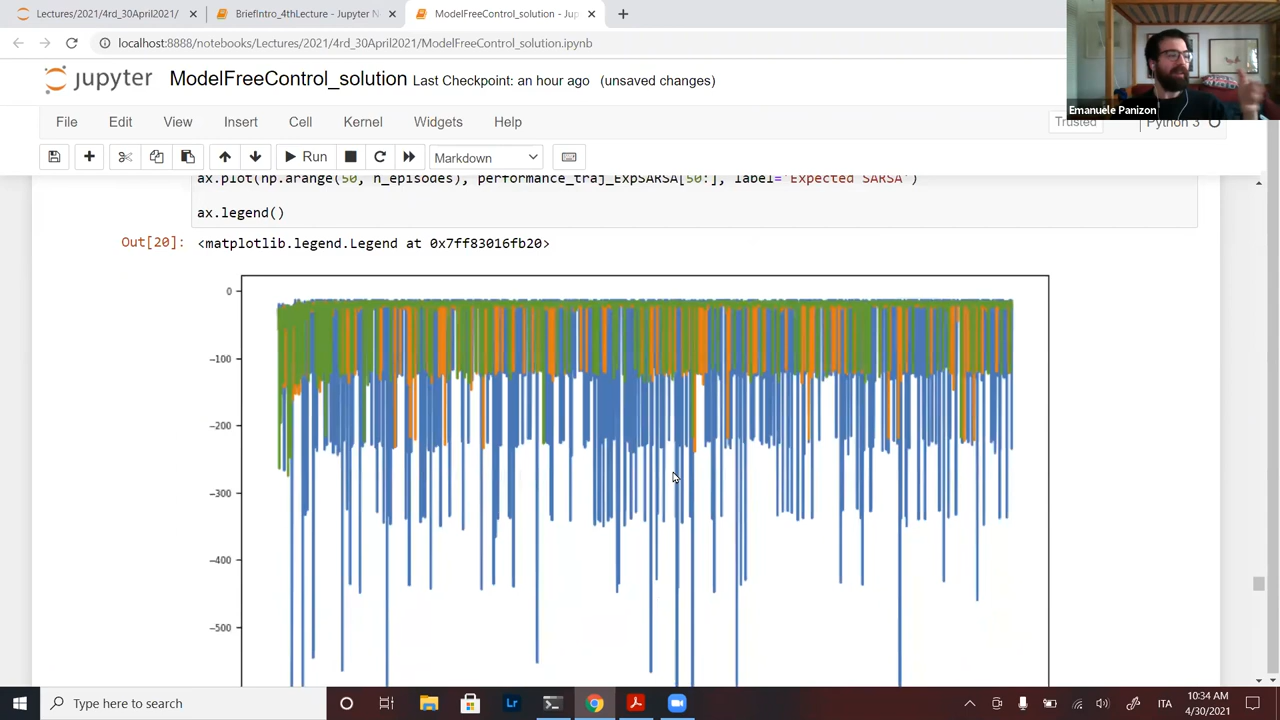 Lectures/2021/4rd_30April2021/
BriefIntro_4thLecture - Jupyter N
ModelFreeControl_solution - Jup
localhost:8888/notebooks/Lectures/2021/4rd_30April2021/ModelFreeControl_solution.ipynb
Emanuele Panizon
jupyter ModelFreeControl_solution Last Checkpoint: an hour ago (unsaved changes)
File Edit View Insert Cell Kernel Widgets Help
Trusted Python 3
Run Markdown
ax.plot(np.arange(50, n_episodes), performance_traj_ExpSARSA[50:], label='Expected SARSA')
ax.legend()
Out[20]: <matplotlib.legend.Legend at 0x7ff83016fb20>
0
−100
−200
−300
−400
−500
Type here to search
Lr
ITA
10:34 AM
4/30/2021